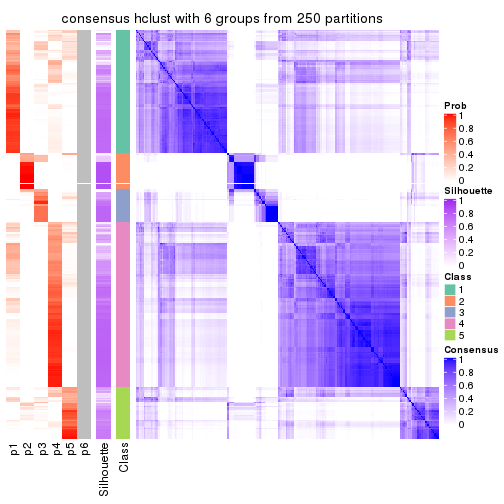 consensus hclust with 6 groups from 250 partitions
Prob
1
0.8
0.6
0.4
0.2
0
Silhouette
1
0.8
0.6
0.4
0.2
0
Class
1
2
3
4
5
Consensus
1
0.8
0.6
0.4
0.2
0
p1
p2
p3
p4
p5
p6
Silhouette
Class